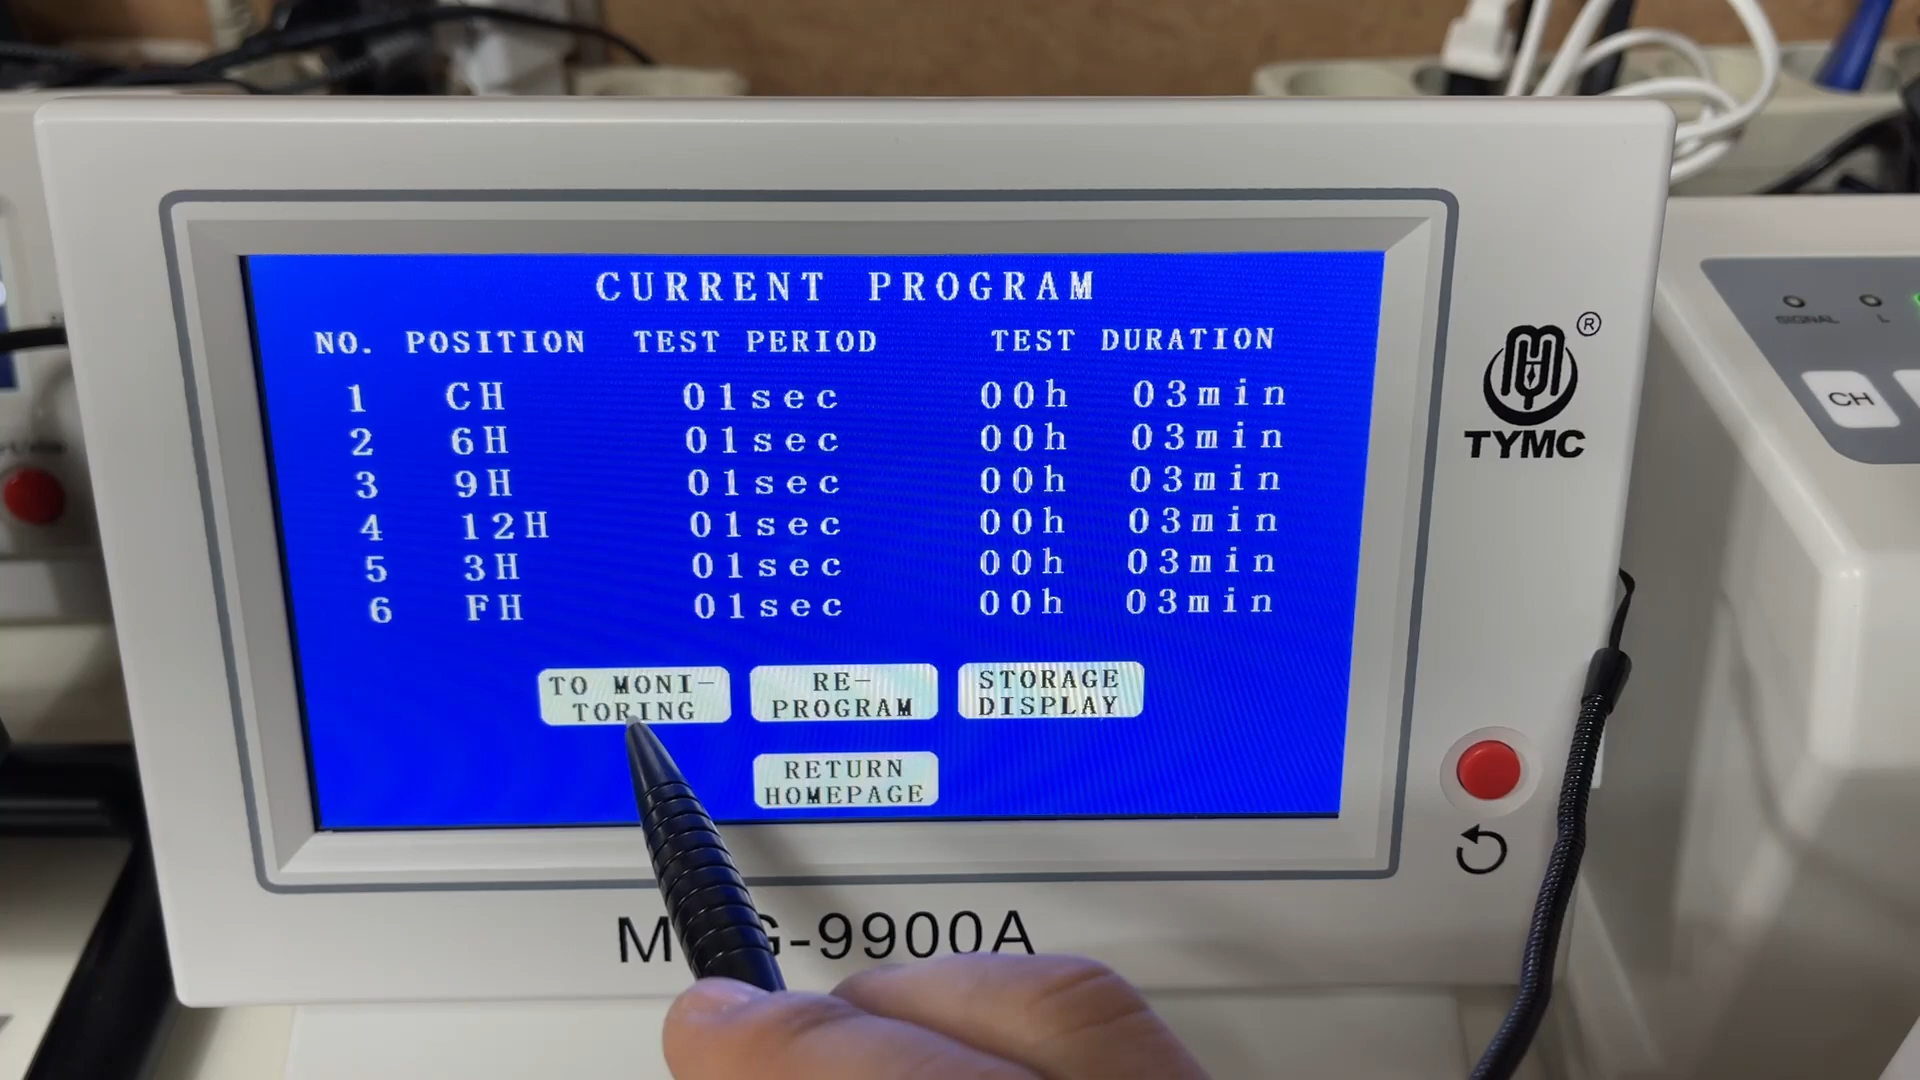 CURRENT PROGRAM
NO. POSITION TEST PERIOD TEST DURATION
1 CH 01sec 00h 03min
2 6H 01sec 00h 03min
3 9H 01sec 00h 03min
4 12H 01sec 00h 03min
5 3H 01sec 00h 03min
6 FH 01sec 00h 03min
TO MONI-
TORING
RE-
PROGRAM
STORAGE
DISPLAY
RETURN
HOMEPAGE
®
TYMC
-9900A
SIGNAL L
CH